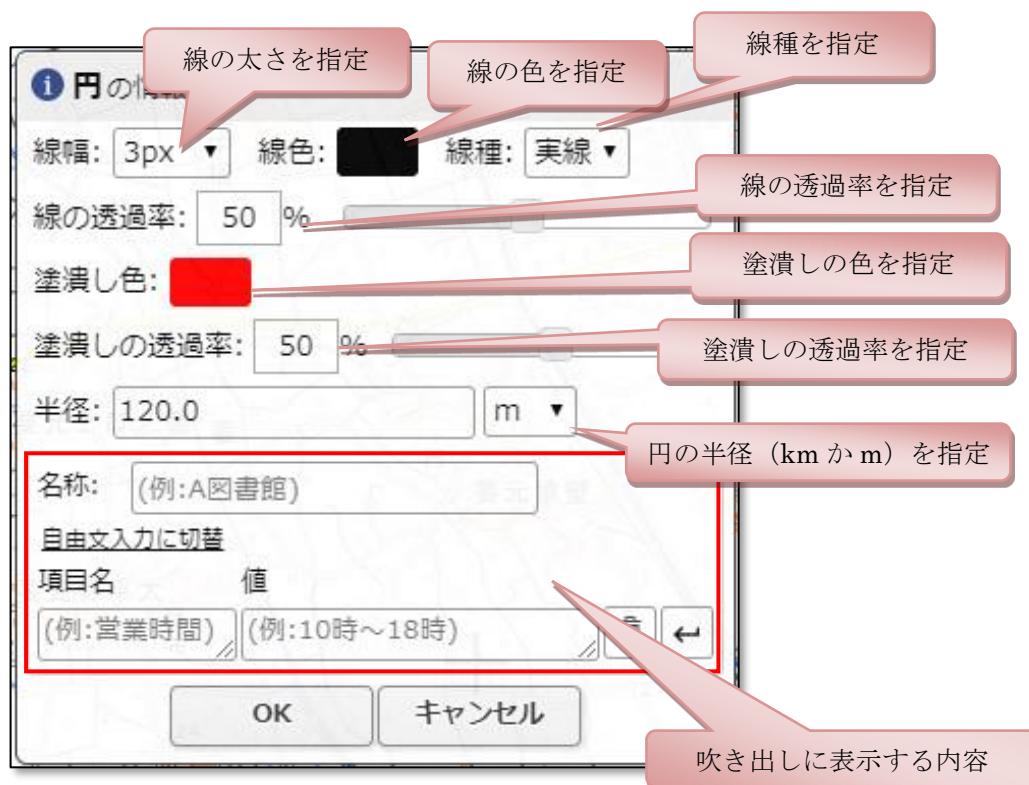 線の太さを指定
線の色を指定
線種を指定
円の情報
線幅: 3px 線色: 線種: 実線
線の透過率を指定
線の透過率: 50 %
塗潰しの色を指定
塗潰し色:
塗潰しの透過率を指定
塗潰しの透過率: 50 %
半径: 120.0 m
円の半径（km か m）を指定
名称: (例:A図書館)
自由文入力に切替
項目名 値
(例:営業時間) (例:10時～18時)
OK キャンセル
吹き出しに表示する内容